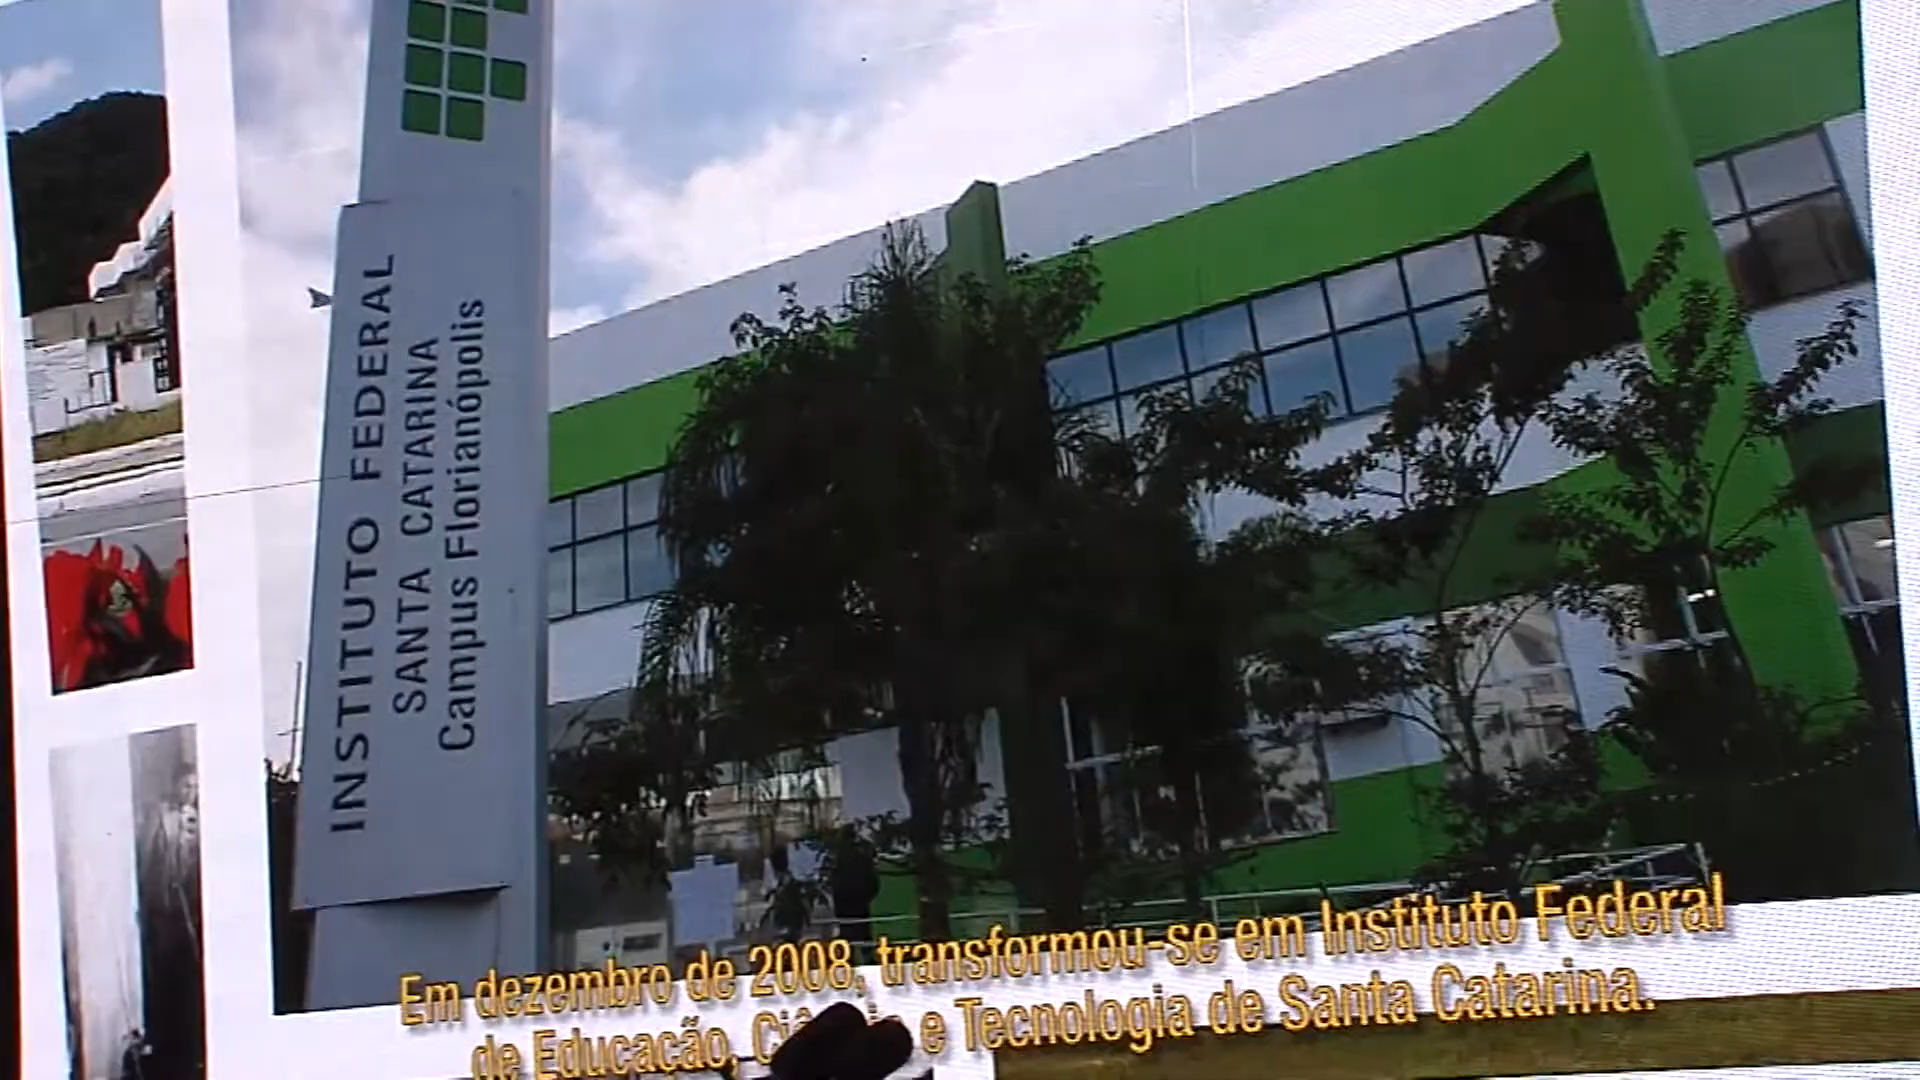 INSTITUTO FEDERAL
SANTA CATARINA
Campus Florianópolis
Em dezembro de 2008, transformou-se em Instituto Federal
de Educação, e Tecnologia de Santa Catarina.